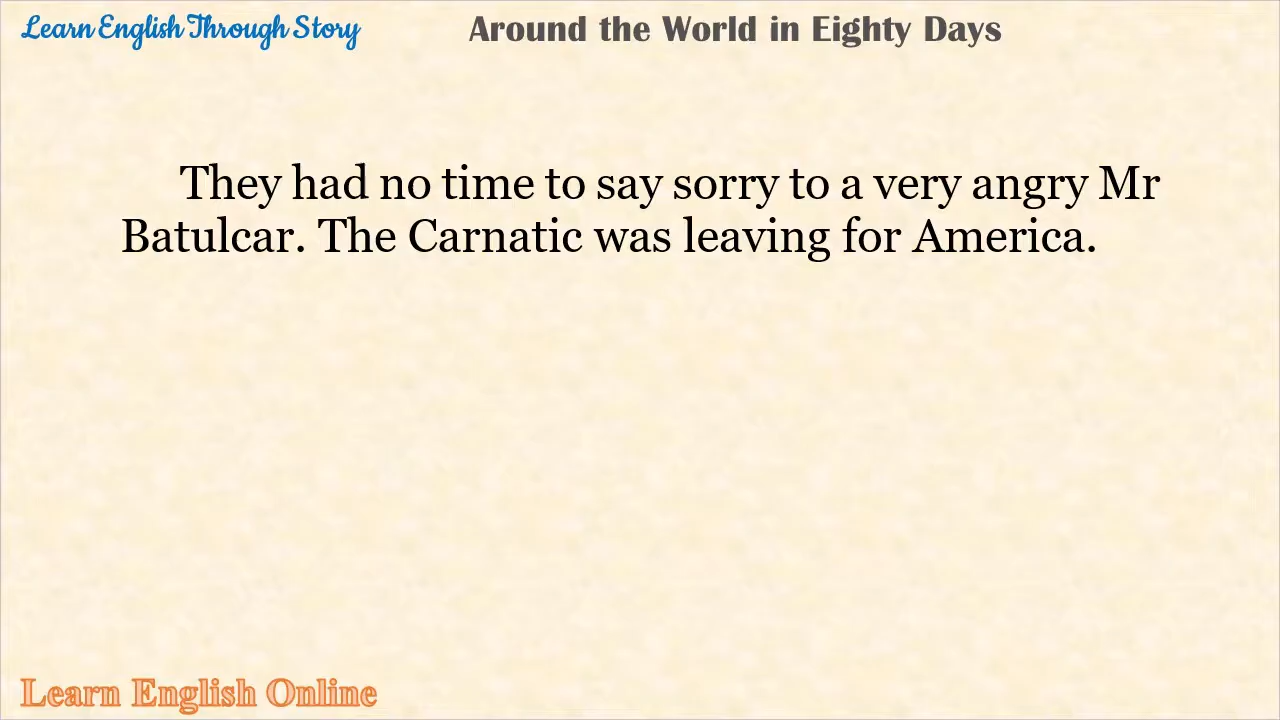 Learn English Through Story
Around the World in Eighty Days
They had no time to say sorry to a very angry Mr
Batulcar. The Carnatic was leaving for America.
Learn English Online